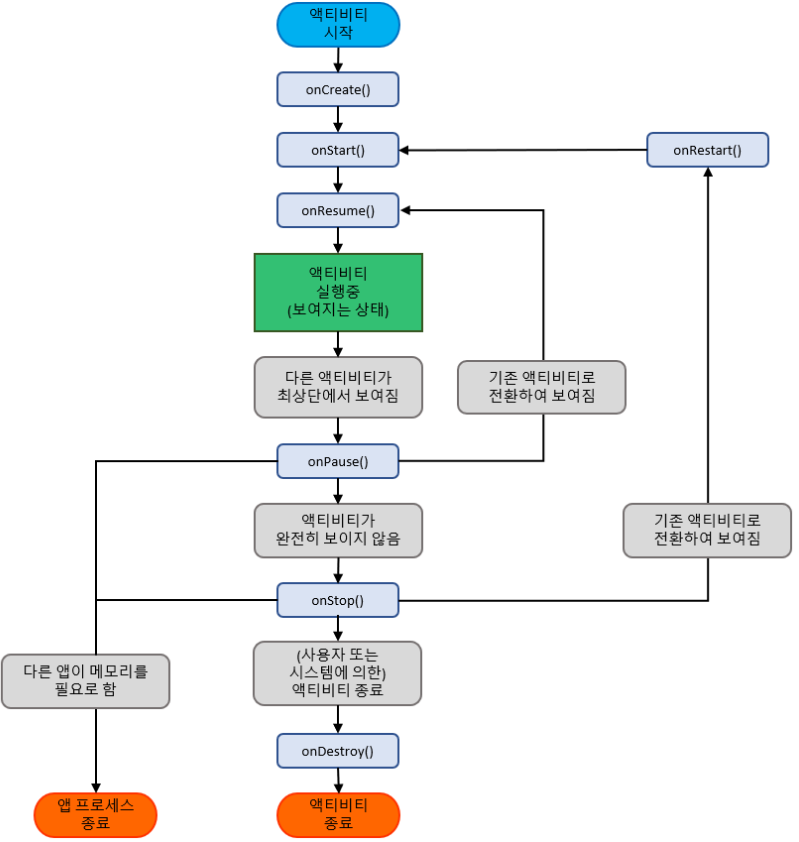 액티비티
시작
onCreate()
onStart()
onRestart()
onResume()
액티비티
실행중
(보여지는 상태)
다른 액티비티가
최상단에서 보여짐
기존 액티비티로
전환하여 보여짐
onPause()
액티비티가
완전히 보이지 않음
기존 액티비티로
전환하여 보여짐
onStop()
다른 앱이 메모리를
필요로 함
(사용자 또는
시스템에 의한)
액티비티 종료
onDestroy()
앱 프로세스
종료
액티비티
종료